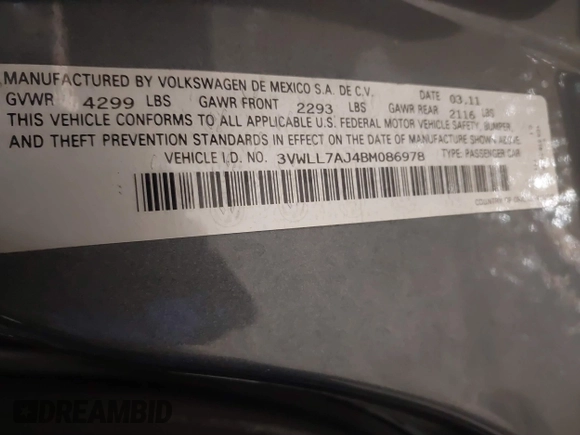 MANUFACTURED BY VOLKSWAGEN DE MEXICO S.A. DE C.V. DATE 03.11
GVWR 4299 LBS GAWR FRONT 2293 LBS GAWR REAR 2116 LBS
THIS VEHICLE CONFORMS TO ALL APPLICABLE U.S. FEDERAL MOTOR VEHICLE SAFETY, BUMPER,
AND THEFT PREVENTION STANDARDS IN EFFECT ON THE DATE OF MANUFACTURE SHOWN ABOVE.
VEHICLE I.D. NO. 3VWLL7AJ4BM086978 TYPE: PASSENGER CAR
COUNTRY OF
DREAMBID